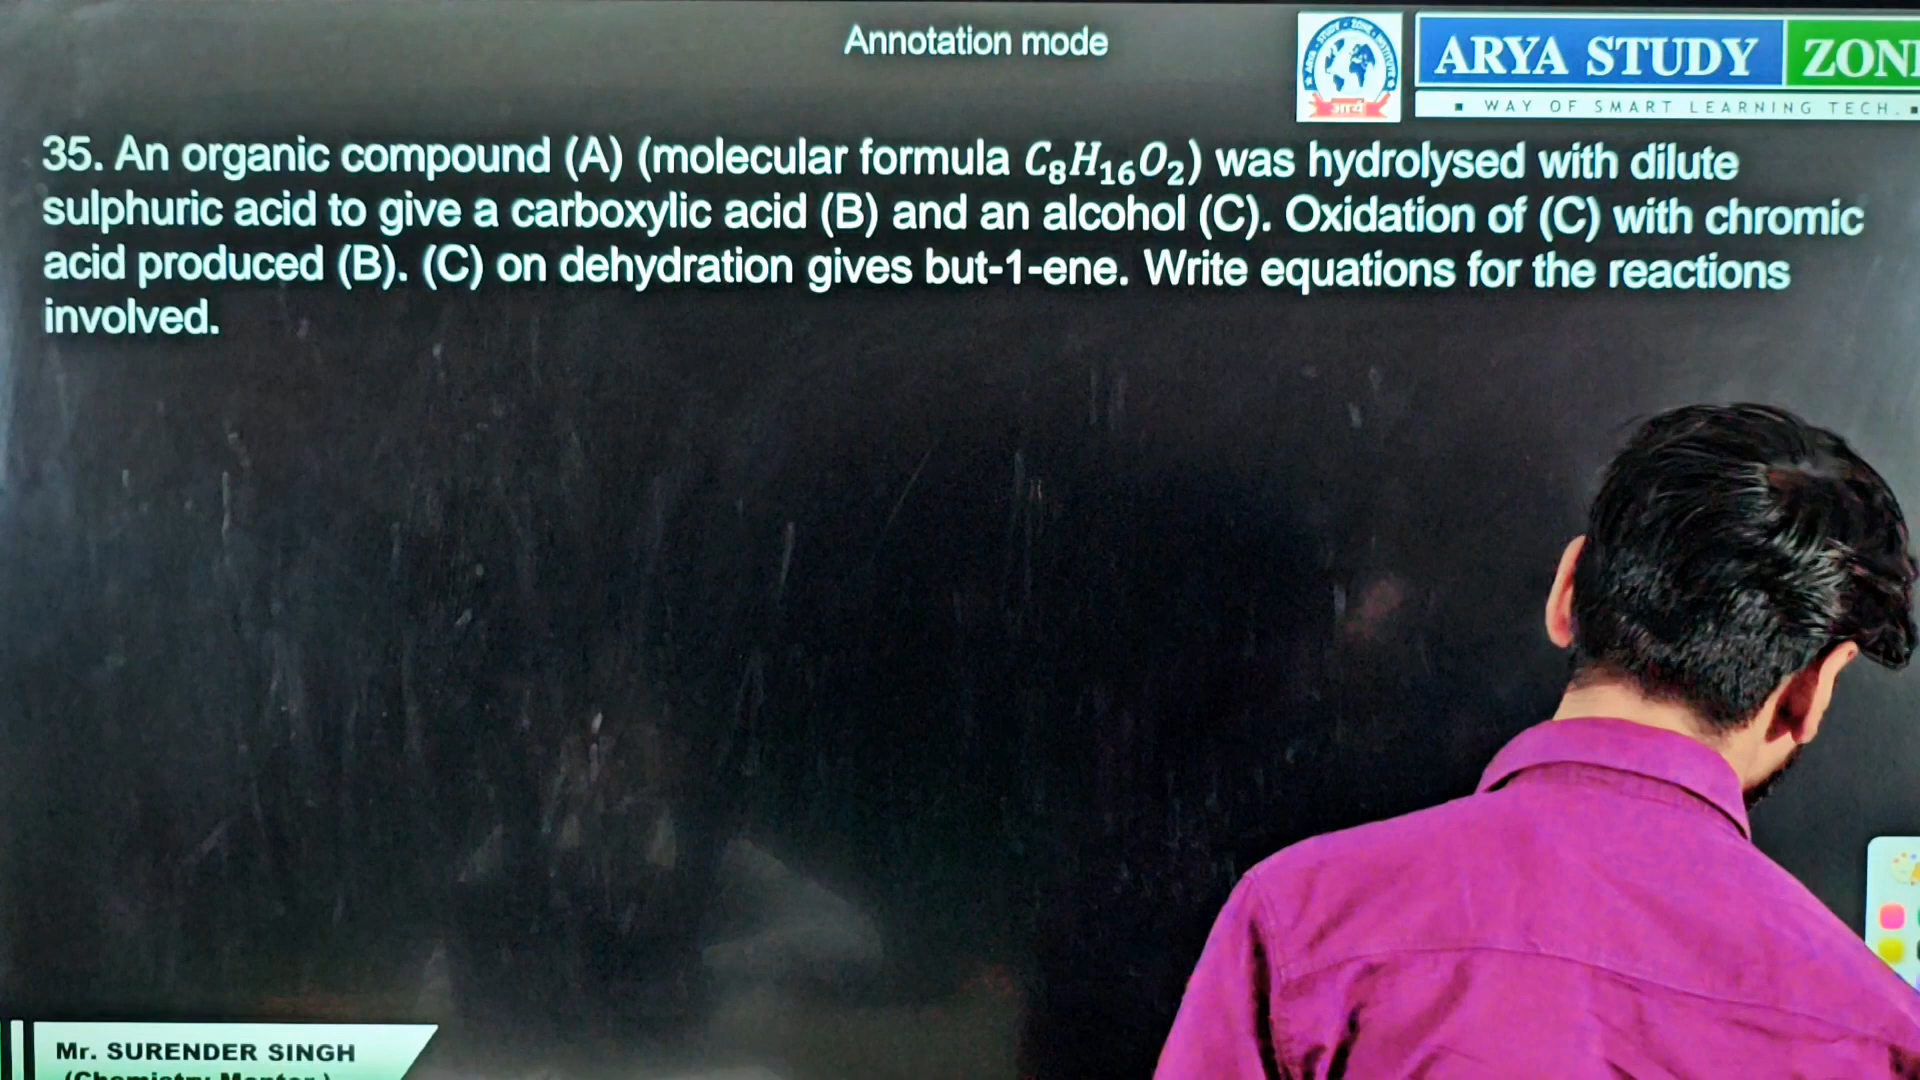 Annotation mode
ARYA STUDY
WAY OF SMART LEARNING TECH.
35. An organic compound (A) (molecular formula C₈H₁₆O₂) was hydrolysed with dilute
sulphuric acid to give a carboxylic acid (B) and an alcohol (C). Oxidation of (C) with chromic
acid produced (B). (C) on dehydration gives but-1-ene. Write equations for the reactions
involved.
Mr. SURENDER SINGH